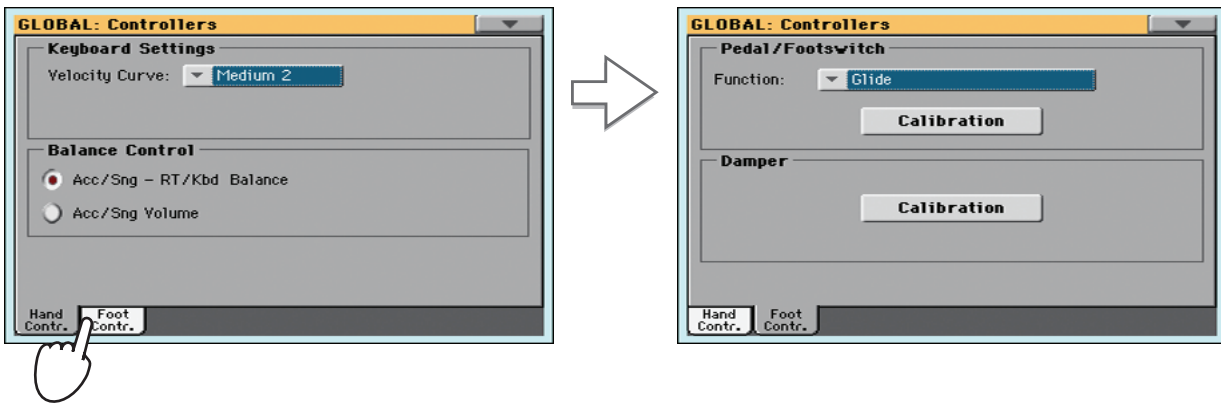 GLOBAL: Controllers
Keyboard Settings
Velocity Curve: Medium 2
Balance Control
Acc/Sng - RT/Kbd Balance
Acc/Sng Volume
Hand Contr.
Foot Contr.
GLOBAL: Controllers
Pedal/Footswitch
Function: Glide
Calibration
Damper
Calibration
Hand Contr.
Foot Contr.